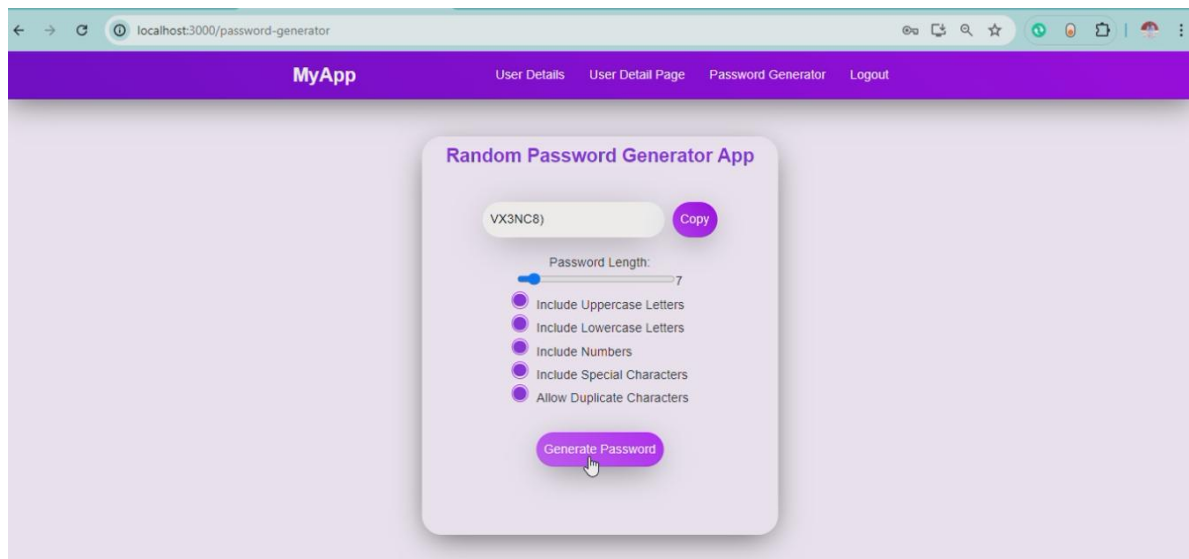 localhost:3000/password-generator
MyApp User Details User Detail Page Password Generator Logout
Random Password Generator App
VX3NC8) Copy
Password Length:
7
Include Uppercase Letters
Include Lowercase Letters
Include Numbers
Include Special Characters
Allow Duplicate Characters
Generate Password